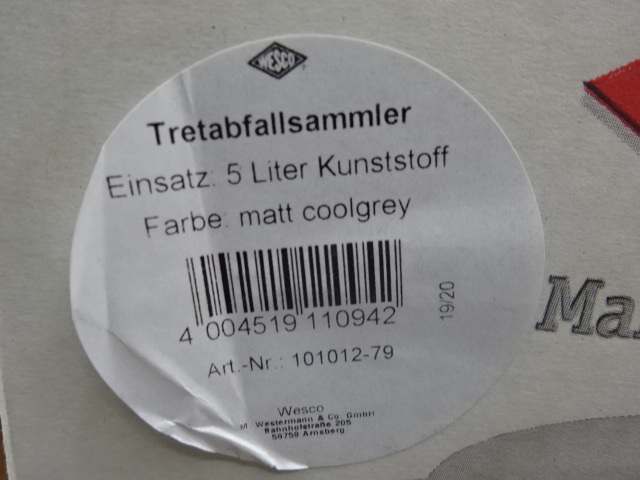 WESCO
Tretabfallsammler
Einsatz: 5 Liter Kunststoff
Farbe: matt coolgrey
4 004519 110942
19/20
Art.-Nr.: 101012-79
Wesco
M. Westermann & Co. GmbH
Bahnhofstraße 205
59759 Arnsberg
Ma